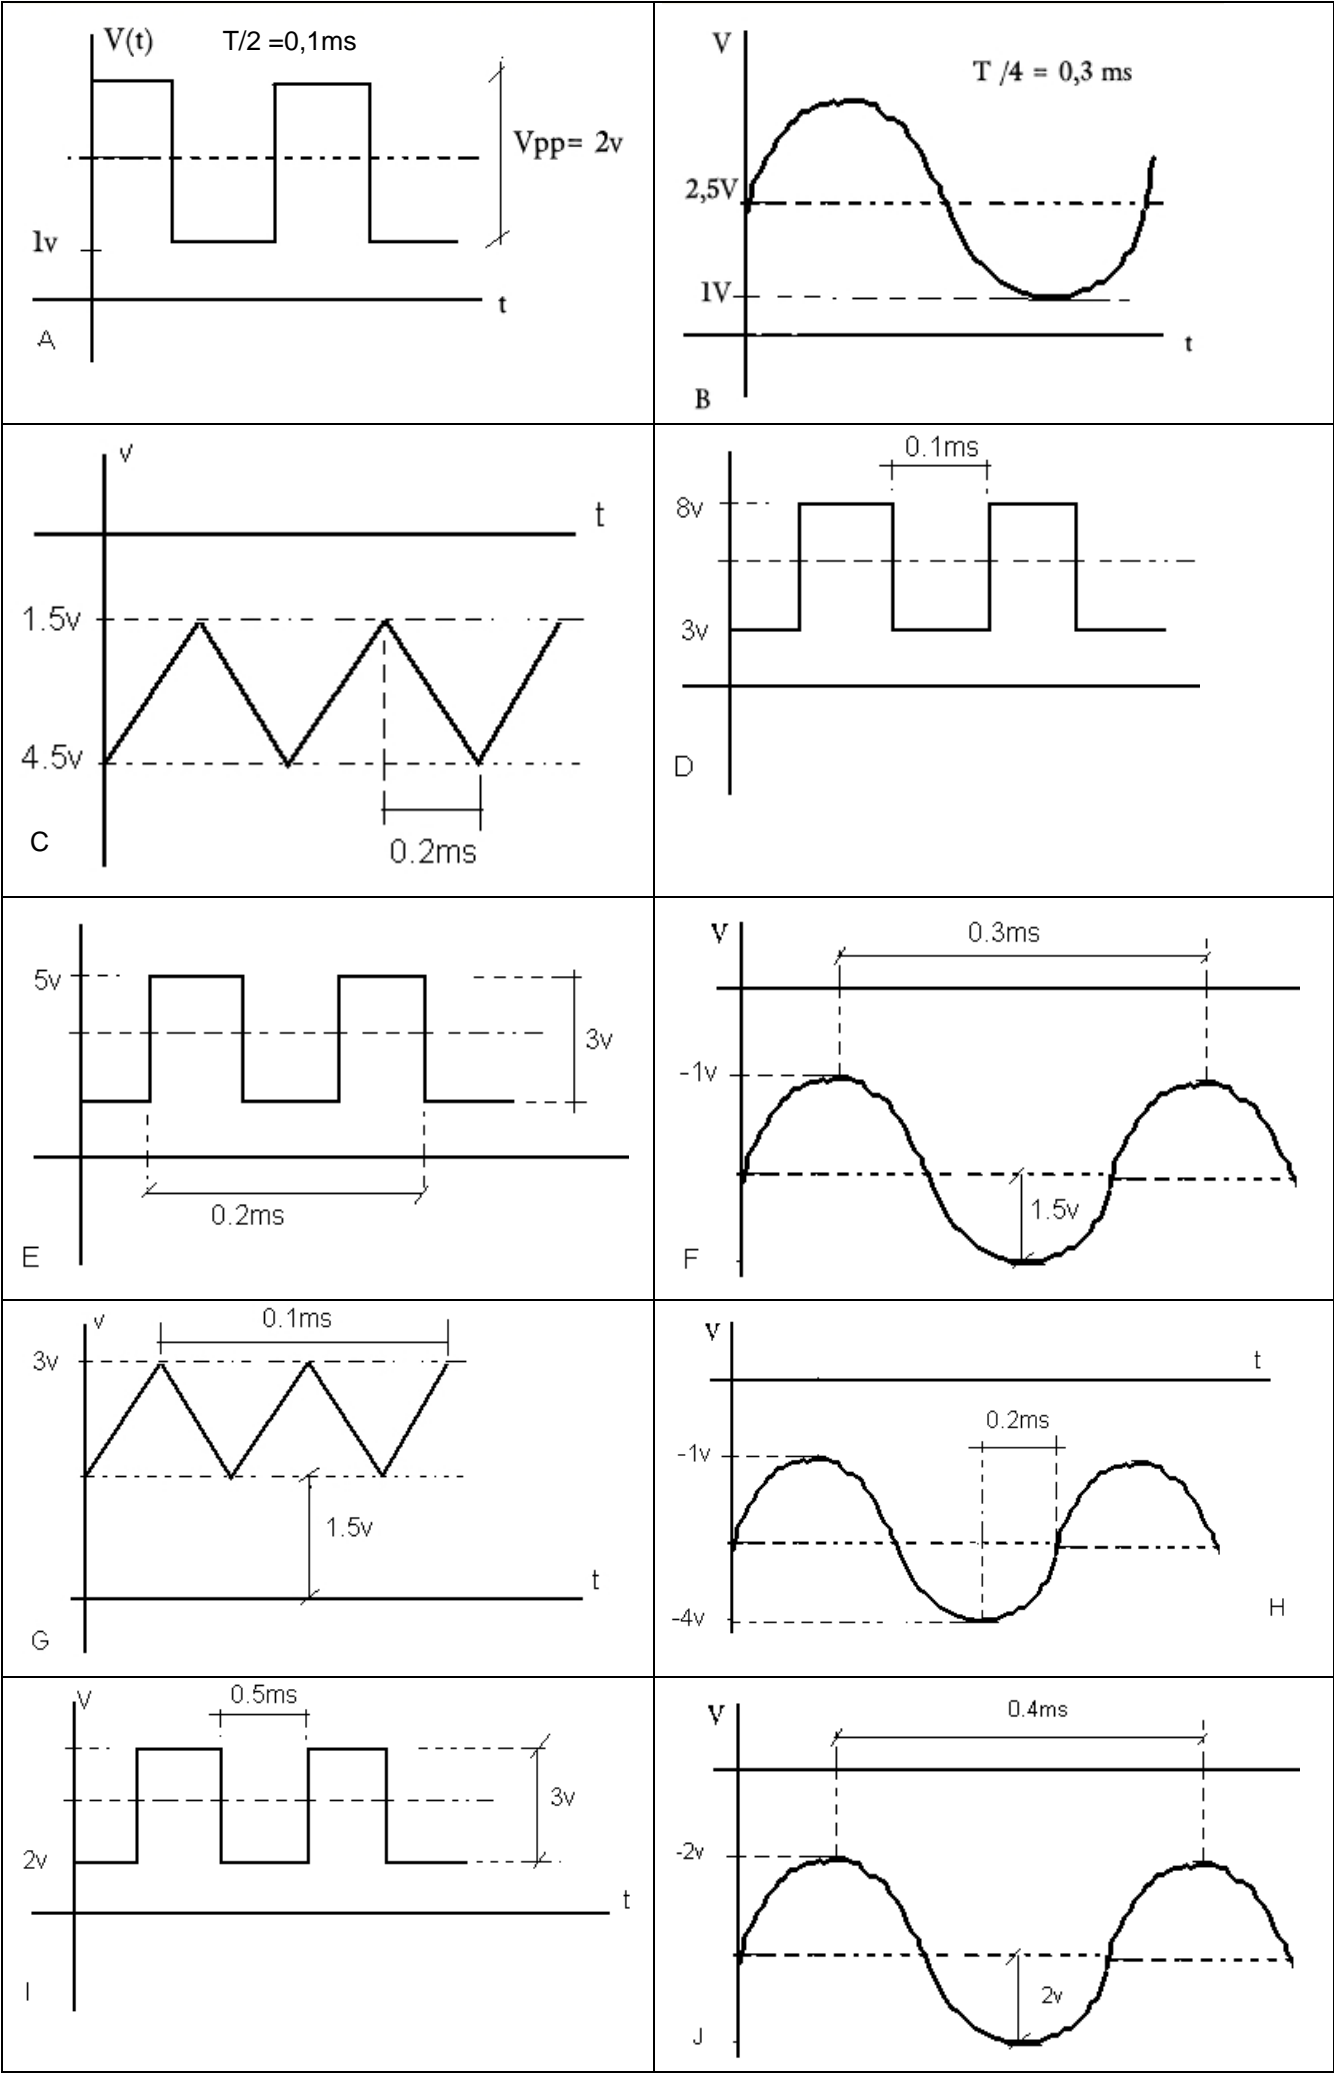 V(t)
T/2 =0,1ms
Vpp= 2v
1v
t
A
V
T /4 = 0,3 ms
2,5V
1V
t
B
v
t
1.5v
4.5v
0.2ms
C
0.1ms
8v
3v
D
5v
3v
0.2ms
E
V
0.3ms
-1v
1.5v
F
v
0.1ms
3v
1.5v
t
G
V
t
0.2ms
-1v
-4v
H
V
0.5ms
3v
2v
t
I
V
0.4ms
-2v
2v
J